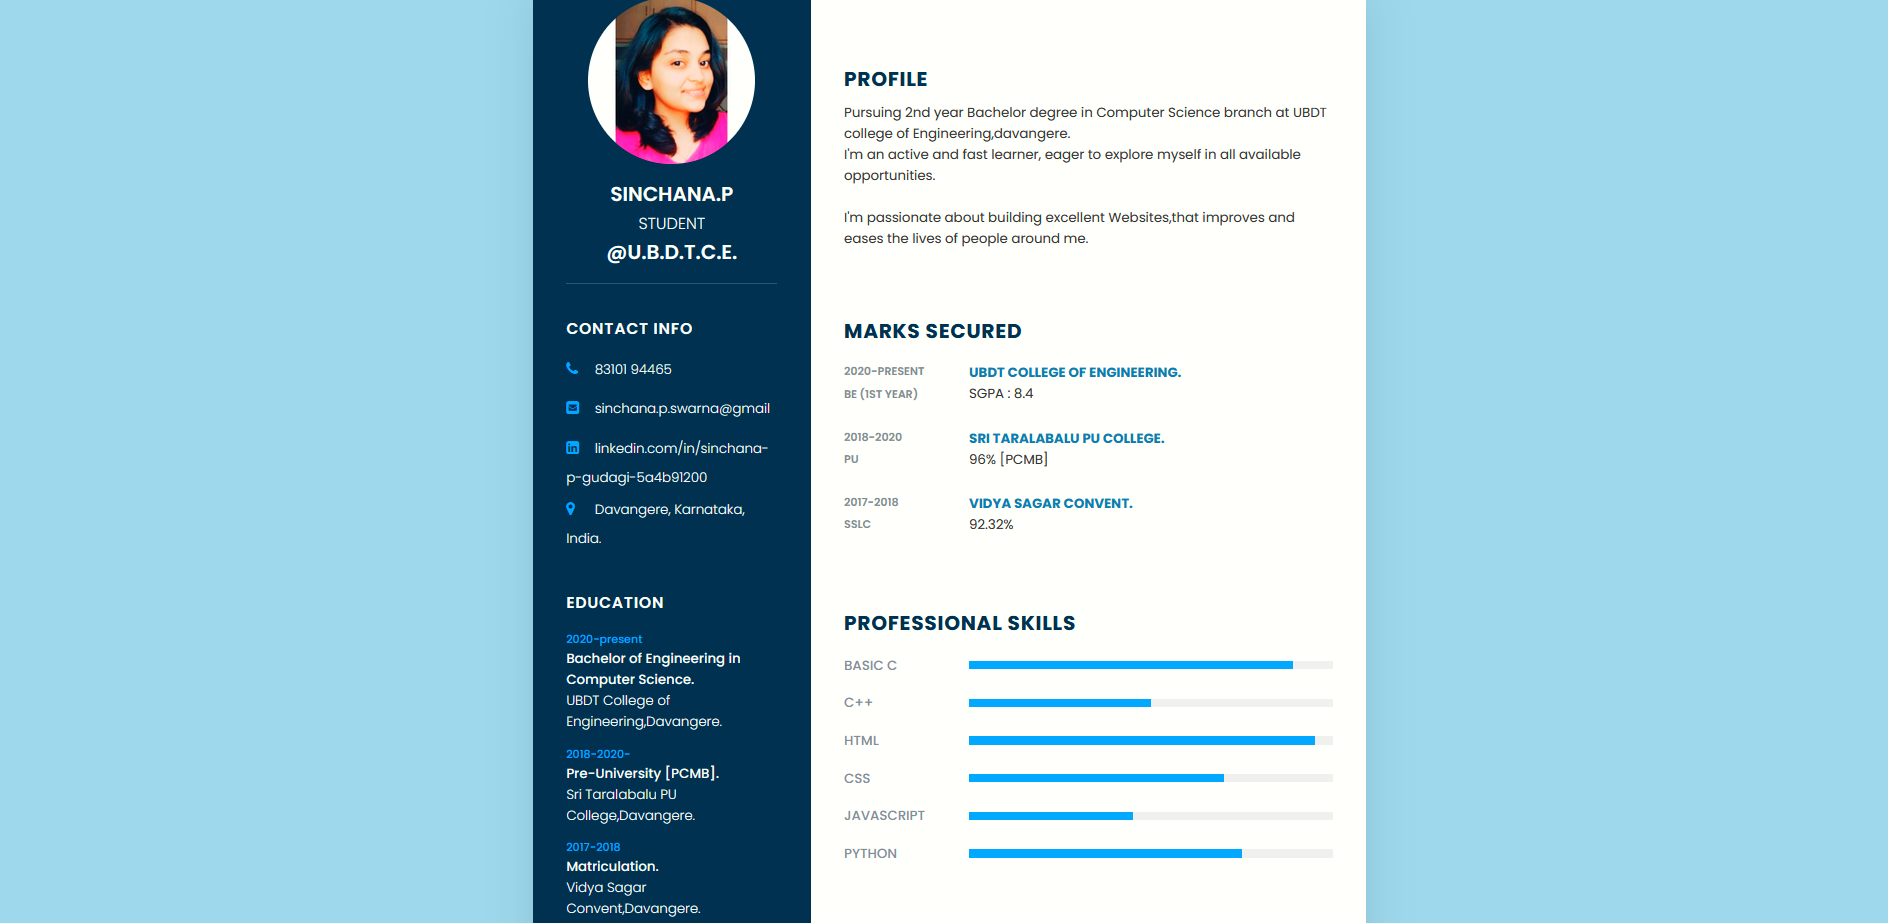 SINCHANA.P
STUDENT
@U.B.D.T.C.E.
CONTACT INFO
83101 94465
sinchana.p.swarna@gmail
linkedin.com/in/sinchana-
p-gudagi-5a4b91200
Davangere, Karnataka,
India.
EDUCATION
2020-present
Bachelor of Engineering in
Computer Science.
UBDT College of
Engineering,Davangere.
2018-2020-
Pre-University [PCMB].
Sri Taralabalu PU
College,Davangere.
2017-2018
Matriculation.
Vidya Sagar
Convent,Davangere.
PROFILE
Pursuing 2nd year Bachelor degree in Computer Science branch at UBDT
college of Engineering,davangere.
I'm an active and fast learner, eager to explore myself in all available
opportunities.
I'm passionate about building excellent Websites,that improves and
eases the lives of people around me.
MARKS SECURED
2020-PRESENT
BE (1ST YEAR)
UBDT COLLEGE OF ENGINEERING.
SGPA : 8.4
2018-2020
PU
SRI TARALABALU PU COLLEGE.
96% [PCMB]
2017-2018
SSLC
VIDYA SAGAR CONVENT.
92.32%
PROFESSIONAL SKILLS
BASIC C
C++
HTML
CSS
JAVASCRIPT
PYTHON